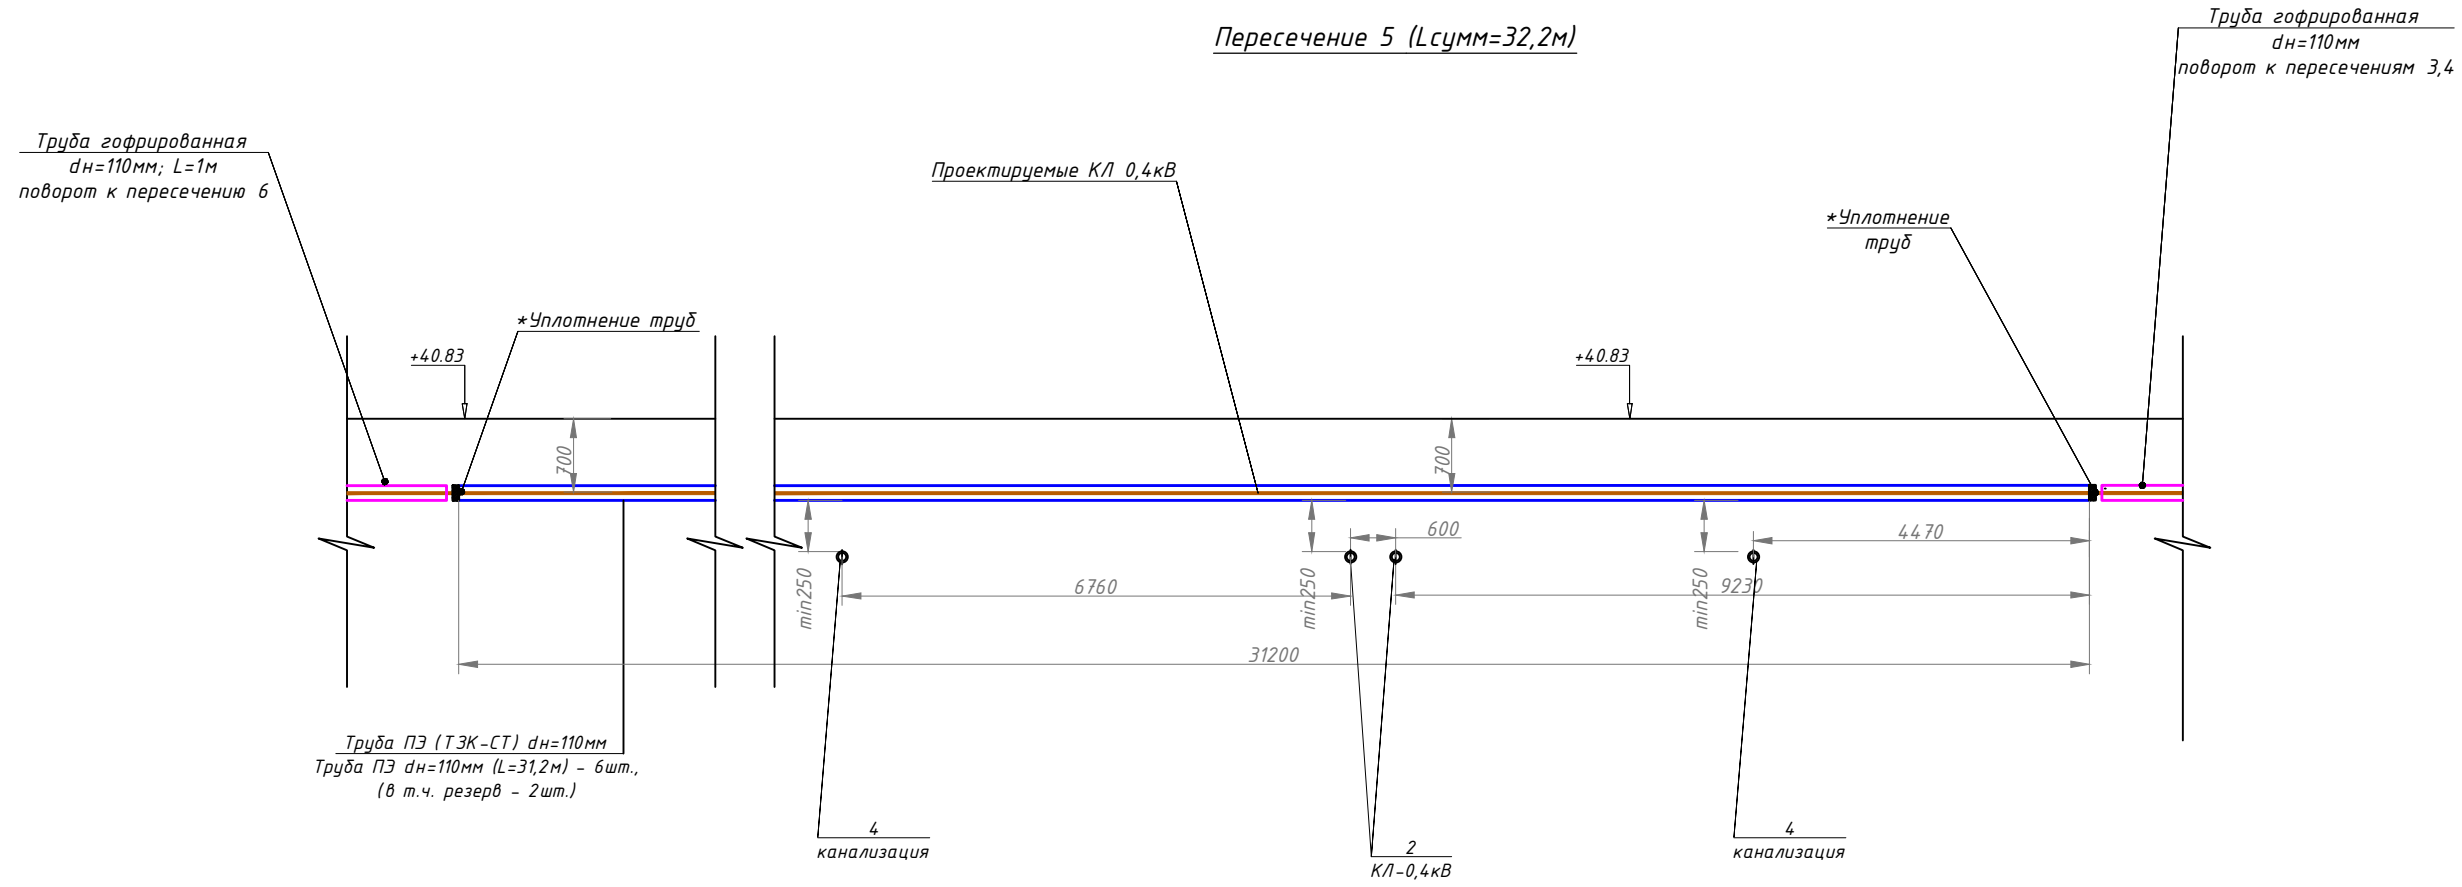 Пересечение 5 (Lсумм=32,2м)
Труба гофрированная
dн=110мм
поворот к пересечениям 3,4
Труба гофрированная
dн=110мм; L=1м
поворот к пересечению 6
Проектируемые КЛ 0,4кВ
*Уплотнение
труб
*Уплотнение труб
+40.83
+40.83
700
700
600
4470
min250
6760
min250
min250
9230
31200
Труба ПЭ (ТЗК-СТ) dн=110мм
Труба ПЭ dн=110мм (L=31,2м) - 6шт.,
(в т.ч. резерв - 2шт.)
4
канализация
2
КЛ-0,4кВ
4
канализация